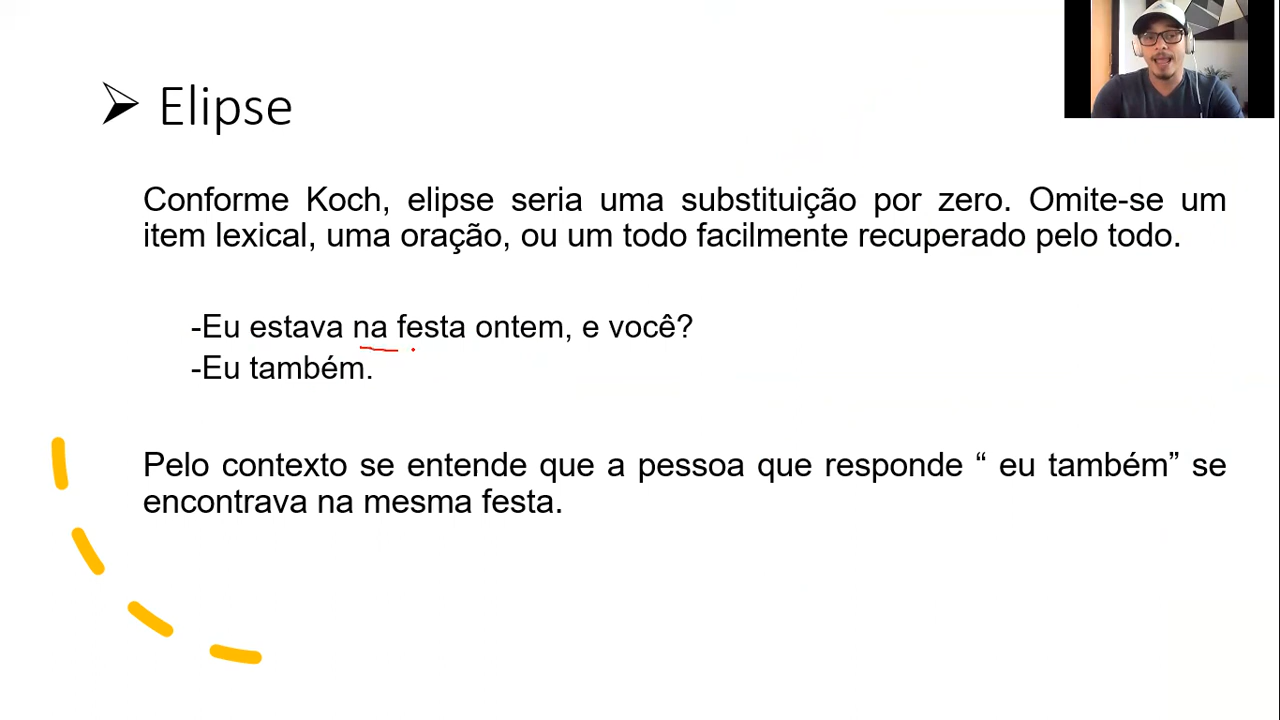 Elipse
Conforme Koch, elipse seria uma substituição por zero. Omite-se um
item lexical, uma oração, ou um todo facilmente recuperado pelo todo.
-Eu estava na festa ontem, e você?
-Eu também.
Pelo contexto se entende que a pessoa que responde “ eu também” se
encontrava na mesma festa.